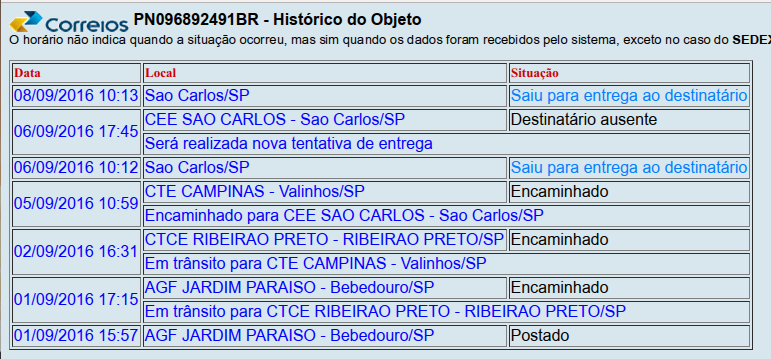 Correios PN096892491BR - Histórico do Objeto
O horário não indica quando a situação ocorreu, mas sim quando os dados foram recebidos pelo sistema, exceto no caso do SEDEX
Data Local Situação
08/09/2016 10:13 Sao Carlos/SP Saiu para entrega ao destinatário
06/09/2016 17:45 CEE SAO CARLOS - Sao Carlos/SP Destinatário ausente
Será realizada nova tentativa de entrega
06/09/2016 10:12 Sao Carlos/SP Saiu para entrega ao destinatário
05/09/2016 10:59 CTE CAMPINAS - Valinhos/SP Encaminhado
Encaminhado para CEE SAO CARLOS - Sao Carlos/SP
02/09/2016 16:31 CTCE RIBEIRAO PRETO - RIBEIRAO PRETO/SP Encaminhado
Em trânsito para CTE CAMPINAS - Valinhos/SP
01/09/2016 17:15 AGF JARDIM PARAISO - Bebedouro/SP Encaminhado
Em trânsito para CTCE RIBEIRAO PRETO - RIBEIRAO PRETO/SP
01/09/2016 15:57 AGF JARDIM PARAISO - Bebedouro/SP Postado